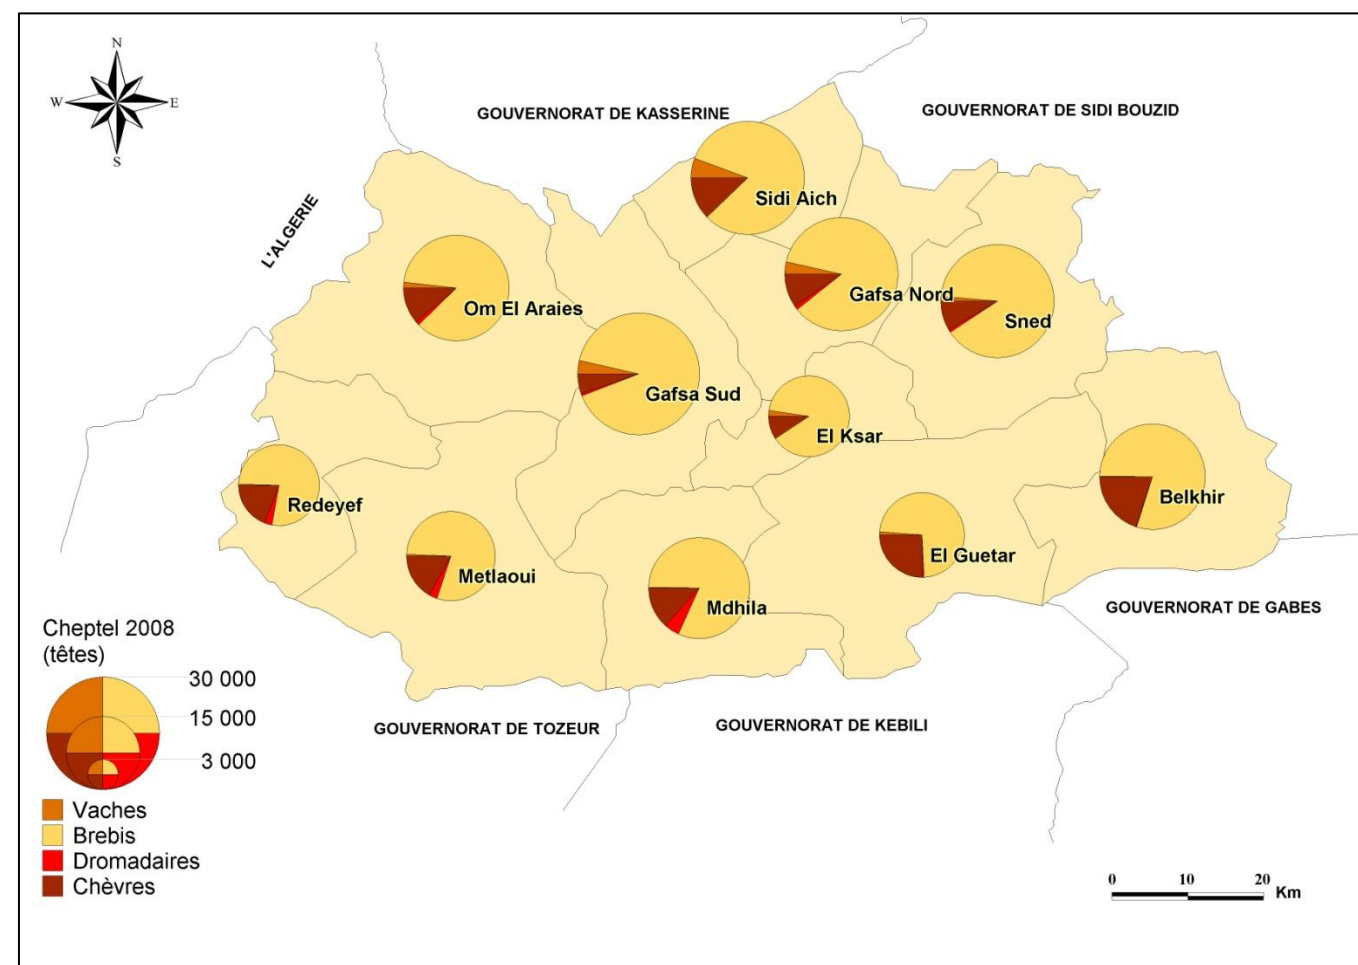 N
W
E
S
GOUVERNORAT DE KASSERINE
GOUVERNORAT DE SIDI BOUZID
L'ALGERIE
Sidi Aich
Om El Araies
Gafsa Nord
Sned
Gafsa Sud
El Ksar
Redeyef
Belkhir
Metlaoui
El Guetar
Mdhila
GOUVERNORAT DE GABES
GOUVERNORAT DE TOZEUR
GOUVERNORAT DE KEBILI
Cheptel 2008
(têtes)
30 000
15 000
3 000
Vaches
Brebis
Dromadaires
Chèvres
0 10 20
Km